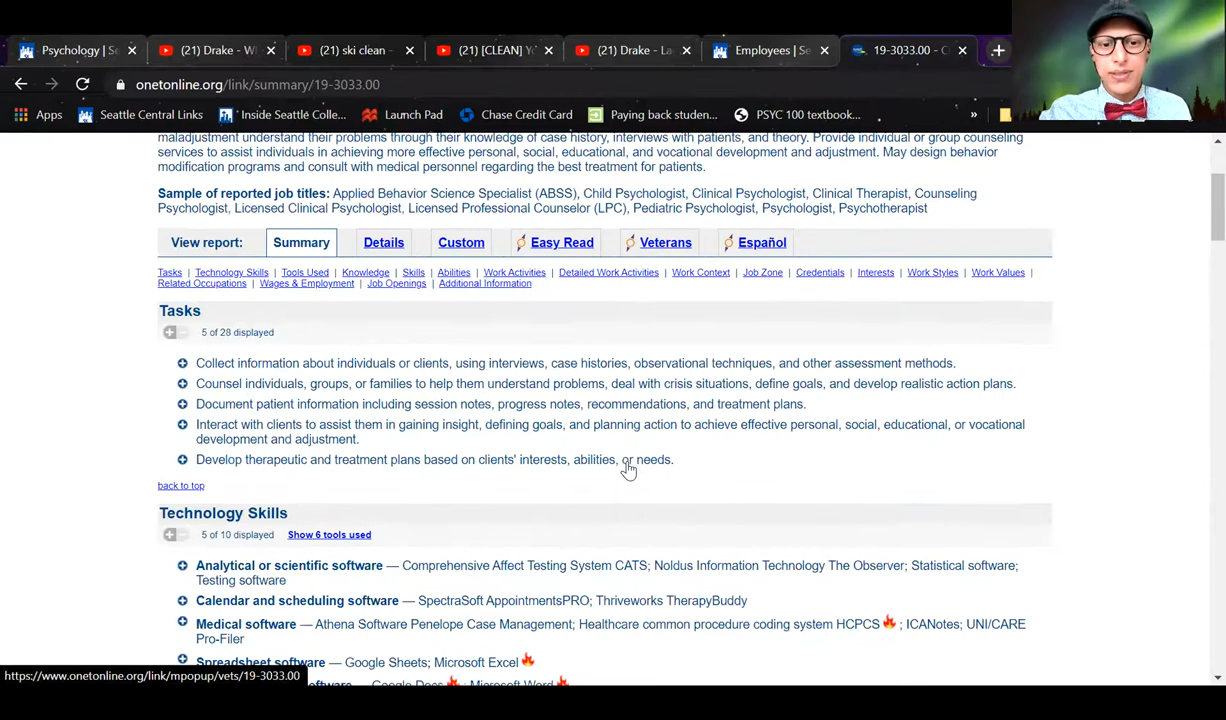 Psychology | Se
(21) Drake - Wh
(21) ski clean -
(21) [CLEAN] Yo
(21) Drake - La
Employees | Se
19-3033.00 - C
onetonline.org/link/summary/19-3033.00
Apps
Seattle Central Links
Inside Seattle Colle...
Launch Pad
Chase Credit Card
Paying back studen...
PSYC 100 textbook...
»
maladjustment understand their problems through their knowledge of case history, interviews with patients, and theory. Provide individual or group counseling
services to assist individuals in achieving more effective personal, social, educational, and vocational development and adjustment. May design behavior
modification programs and consult with medical personnel regarding the best treatment for patients.
Sample of reported job titles: Applied Behavior Science Specialist (ABSS), Child Psychologist, Clinical Psychologist, Clinical Therapist, Counseling
Psychologist, Licensed Clinical Psychologist, Licensed Professional Counselor (LPC), Pediatric Psychologist, Psychologist, Psychotherapist
View report: Summary Details Custom Easy Read Veterans Español
Tasks | Technology Skills | Tools Used | Knowledge | Skills | Abilities | Work Activities | Detailed Work Activities | Work Context | Job Zone | Credentials | Interests | Work Styles | Work Values |
Related Occupations | Wages & Employment | Job Openings | Additional Information
Tasks
5 of 28 displayed
Collect information about individuals or clients, using interviews, case histories, observational techniques, and other assessment methods.
Counsel individuals, groups, or families to help them understand problems, deal with crisis situations, define goals, and develop realistic action plans.
Document patient information including session notes, progress notes, recommendations, and treatment plans.
Interact with clients to assist them in gaining insight, defining goals, and planning action to achieve effective personal, social, educational, or vocational
development and adjustment.
Develop therapeutic and treatment plans based on clients' interests, abilities, or needs.
back to top
Technology Skills
5 of 10 displayed Show 6 tools used
Analytical or scientific software — Comprehensive Affect Testing System CATS; Noldus Information Technology The Observer; Statistical software;
Testing software
Calendar and scheduling software — SpectraSoft AppointmentsPRO; Thriveworks TherapyBuddy
Medical software — Athena Software Penelope Case Management; Healthcare common procedure coding system HCPCS ; ICANotes; UNI/CARE
Pro-Filer
Spreadsheet software — Google Sheets; Microsoft Excel
software — Google Docs ; Microsoft Word
https://www.onetonline.org/link/mpopup/vets/19-3033.00